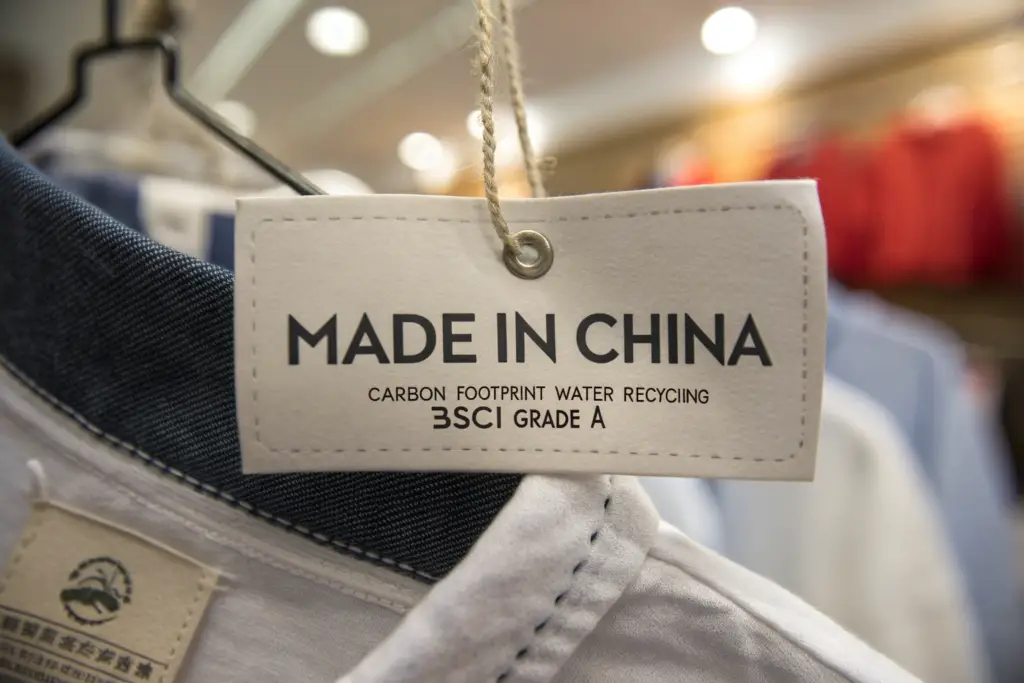 MADE IN CHINA
CARBON FOOTPRINT WATER RECYCIING
BSCI GRADE A